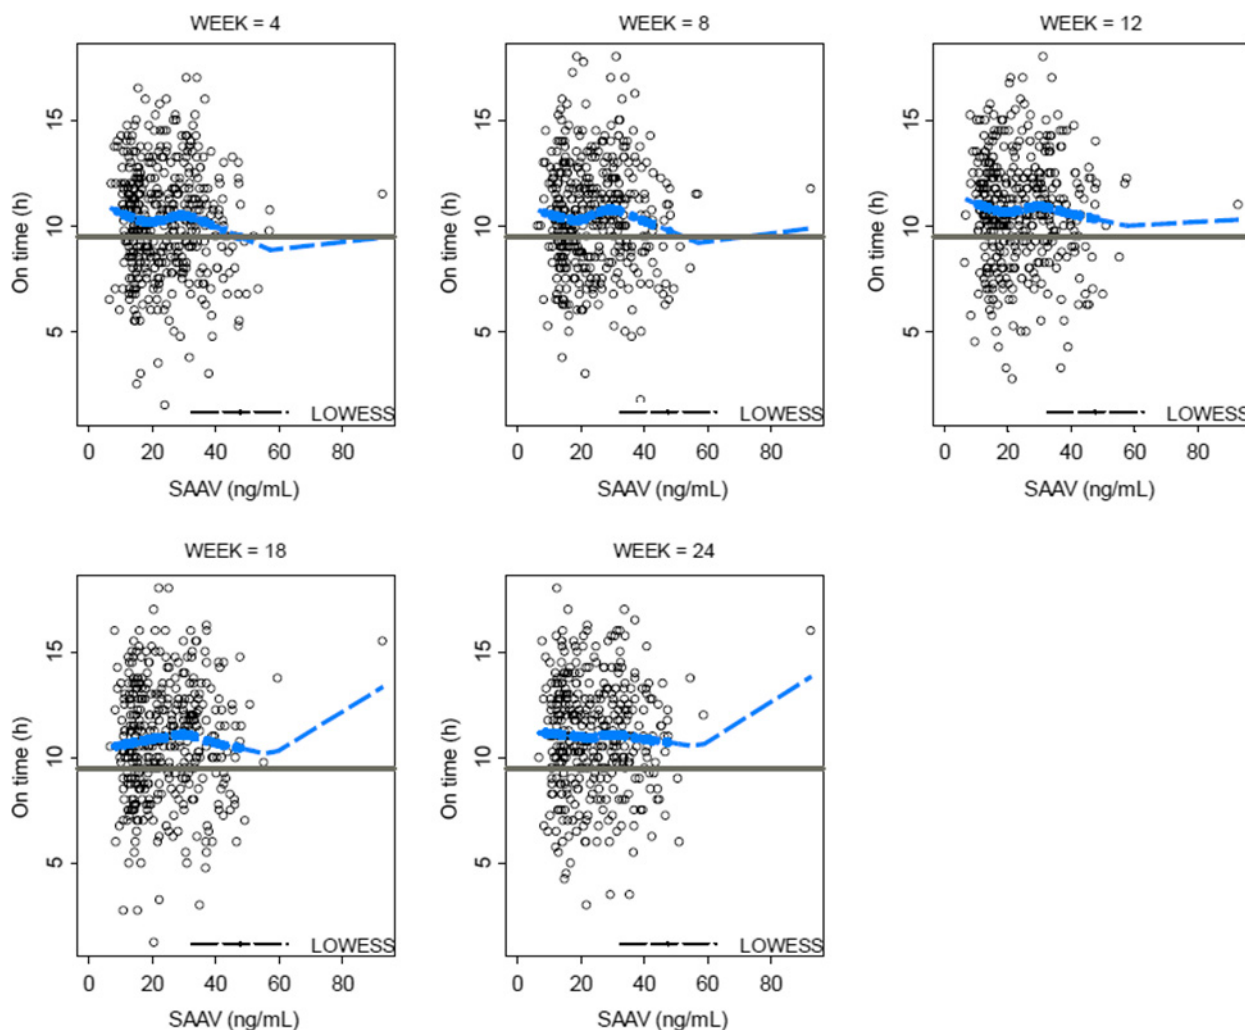 WEEK = 4
On time (h)
15
10
5
LOWESS
0 20 40 60 80
SAAV (ng/mL)
WEEK = 8
On time (h)
15
10
5
LOWESS
0 20 40 60 80
SAAV (ng/mL)
WEEK = 12
On time (h)
15
10
5
LOWESS
0 20 40 60 80
SAAV (ng/mL)
WEEK = 18
On time (h)
15
10
5
LOWESS
0 20 40 60 80
SAAV (ng/mL)
WEEK = 24
On time (h)
15
10
5
LOWESS
0 20 40 60 80
SAAV (ng/mL)